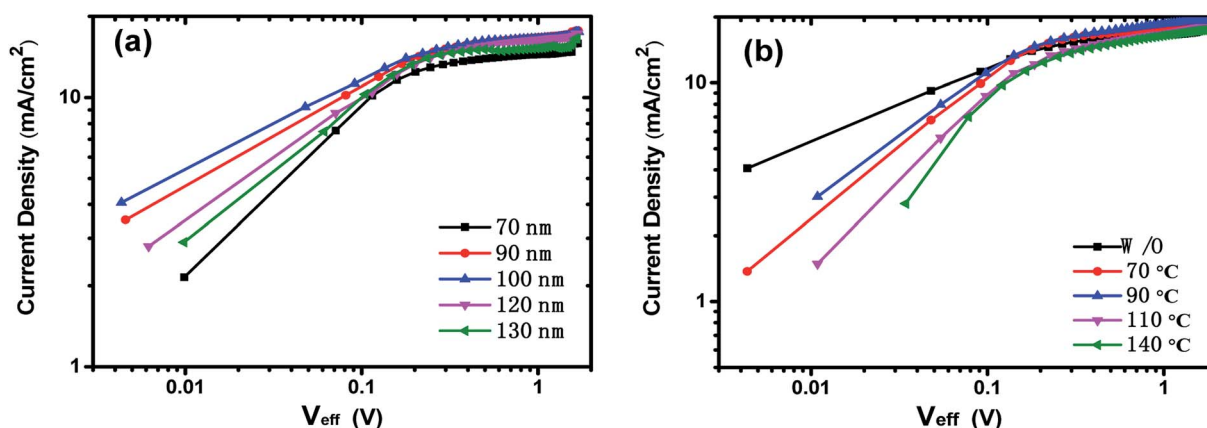 (a)
Current Density (mA/cm²)
10
1
0.01
0.1
1
V_eff (V)
70 nm
90 nm
100 nm
120 nm
130 nm
(b)
Current Density (mA/cm²)
10
1
0.01
0.1
1
V_eff (V)
W/O
70 °C
90 °C
110 °C
140 °C